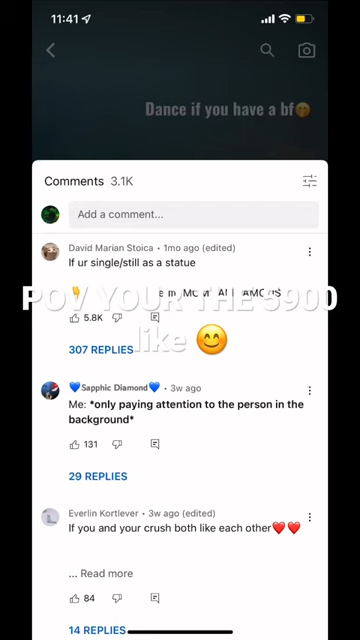 11:41
Dance if you have a bf🤭
Comments 3.1K
Add a comment...
David Marian Stoica • 1mo ago (edited)
If ur single/still as a statue
POV YOUR THE 5900
like 😊
5.8K
307 REPLIES
💙Sapphic Diamond💙 • 3w ago
Me: *only paying attention to the person in the
background*
131
29 REPLIES
Everlin Kortlever • 3w ago (edited)
If you and your crush both like each other❤️❤️
... Read more
84
14 REPLIES